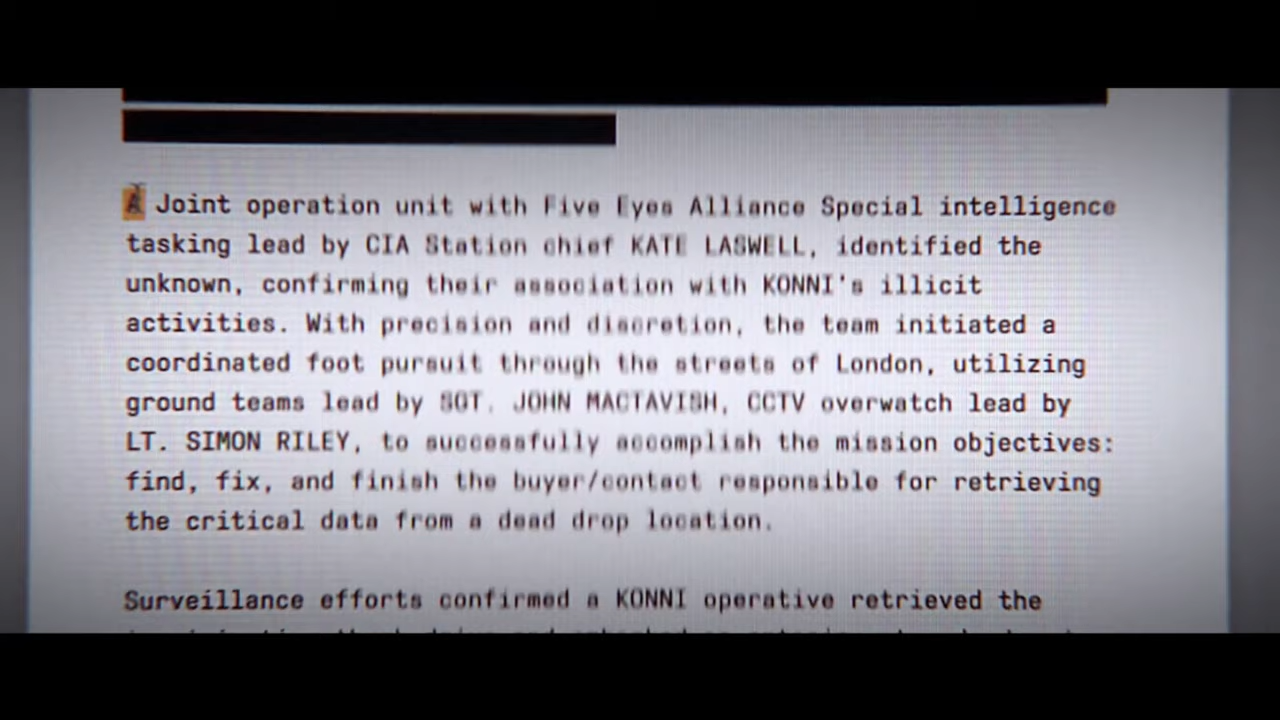 A Joint operation unit with Five Eyes Alliance Special intelligence
tasking lead by CIA Station chief KATE LASWELL, identified the
unknown, confirming their association with KONNI's illicit
activities. With precision and discretion, the team initiated a
coordinated foot pursuit through the streets of London, utilizing
ground teams lead by SGT. JOHN MACTAVISH, CCTV overwatch lead by
LT. SIMON RILEY, to successfully accomplish the mission objectives:
find, fix, and finish the buyer/contact responsible for retrieving
the critical data from a dead drop location.
Surveillance efforts confirmed a KONNI operative retrieved the